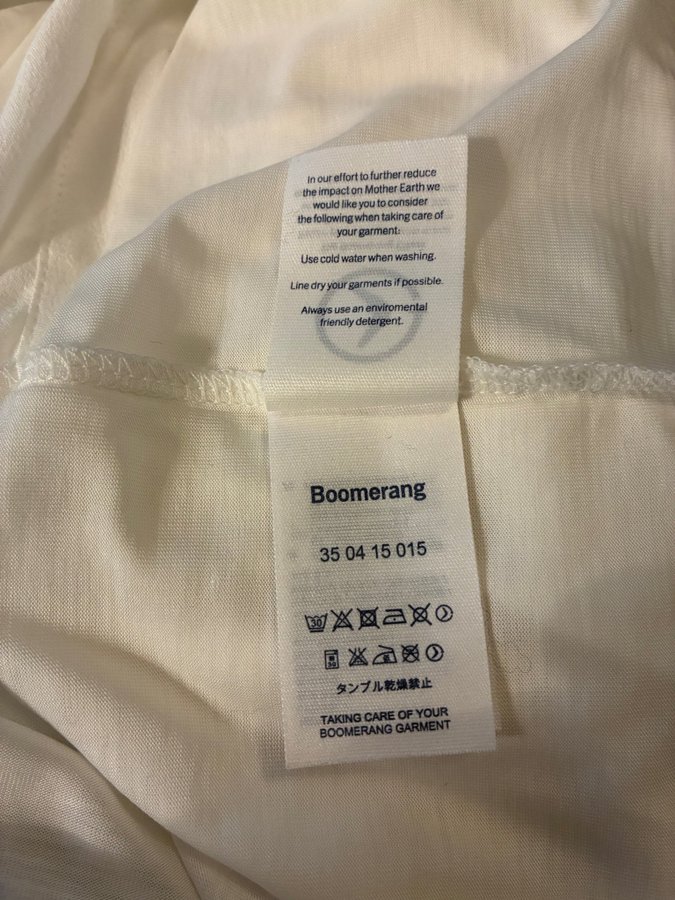 In our effort to further reduce
the impact on Mother Earth we
would like you to consider
the following when taking care of
your garment:
Use cold water when washing.
Line dry your garments if possible.
Always use an enviromental
friendly detergent.
Boomerang
35 04 15 015
30
30
タンブル乾燥禁止
TAKING CARE OF YOUR
BOOMERANG GARMENT